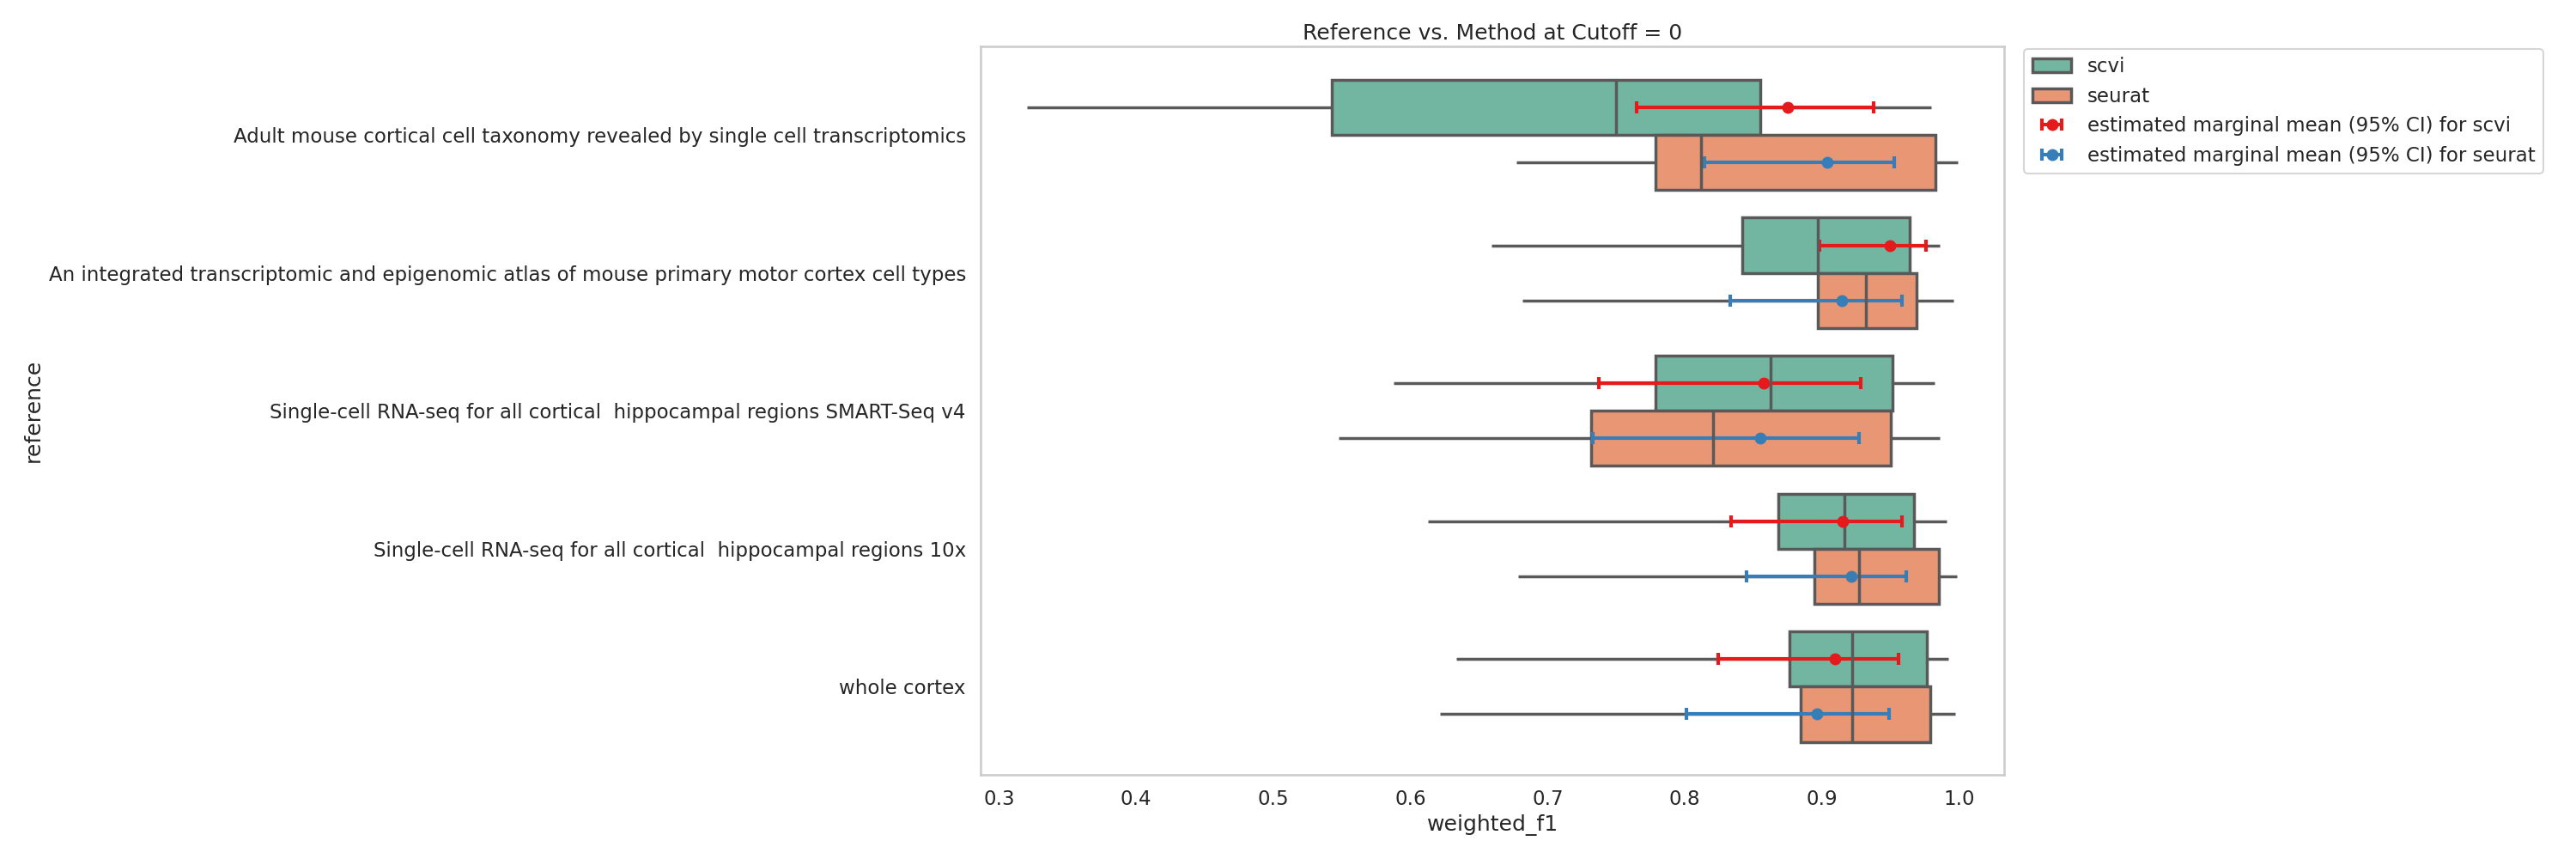 Reference vs. Method at Cutoff = 0
scvi
seurat
estimated marginal mean (95% CI) for scvi
estimated marginal mean (95% CI) for seurat
reference
Adult mouse cortical cell taxonomy revealed by single cell transcriptomics
An integrated transcriptomic and epigenomic atlas of mouse primary motor cortex cell types
Single-cell RNA-seq for all cortical  hippocampal regions SMART-Seq v4
Single-cell RNA-seq for all cortical  hippocampal regions 10x
whole cortex
0.3 0.4 0.5 0.6 0.7 0.8 0.9 1.0
weighted_f1